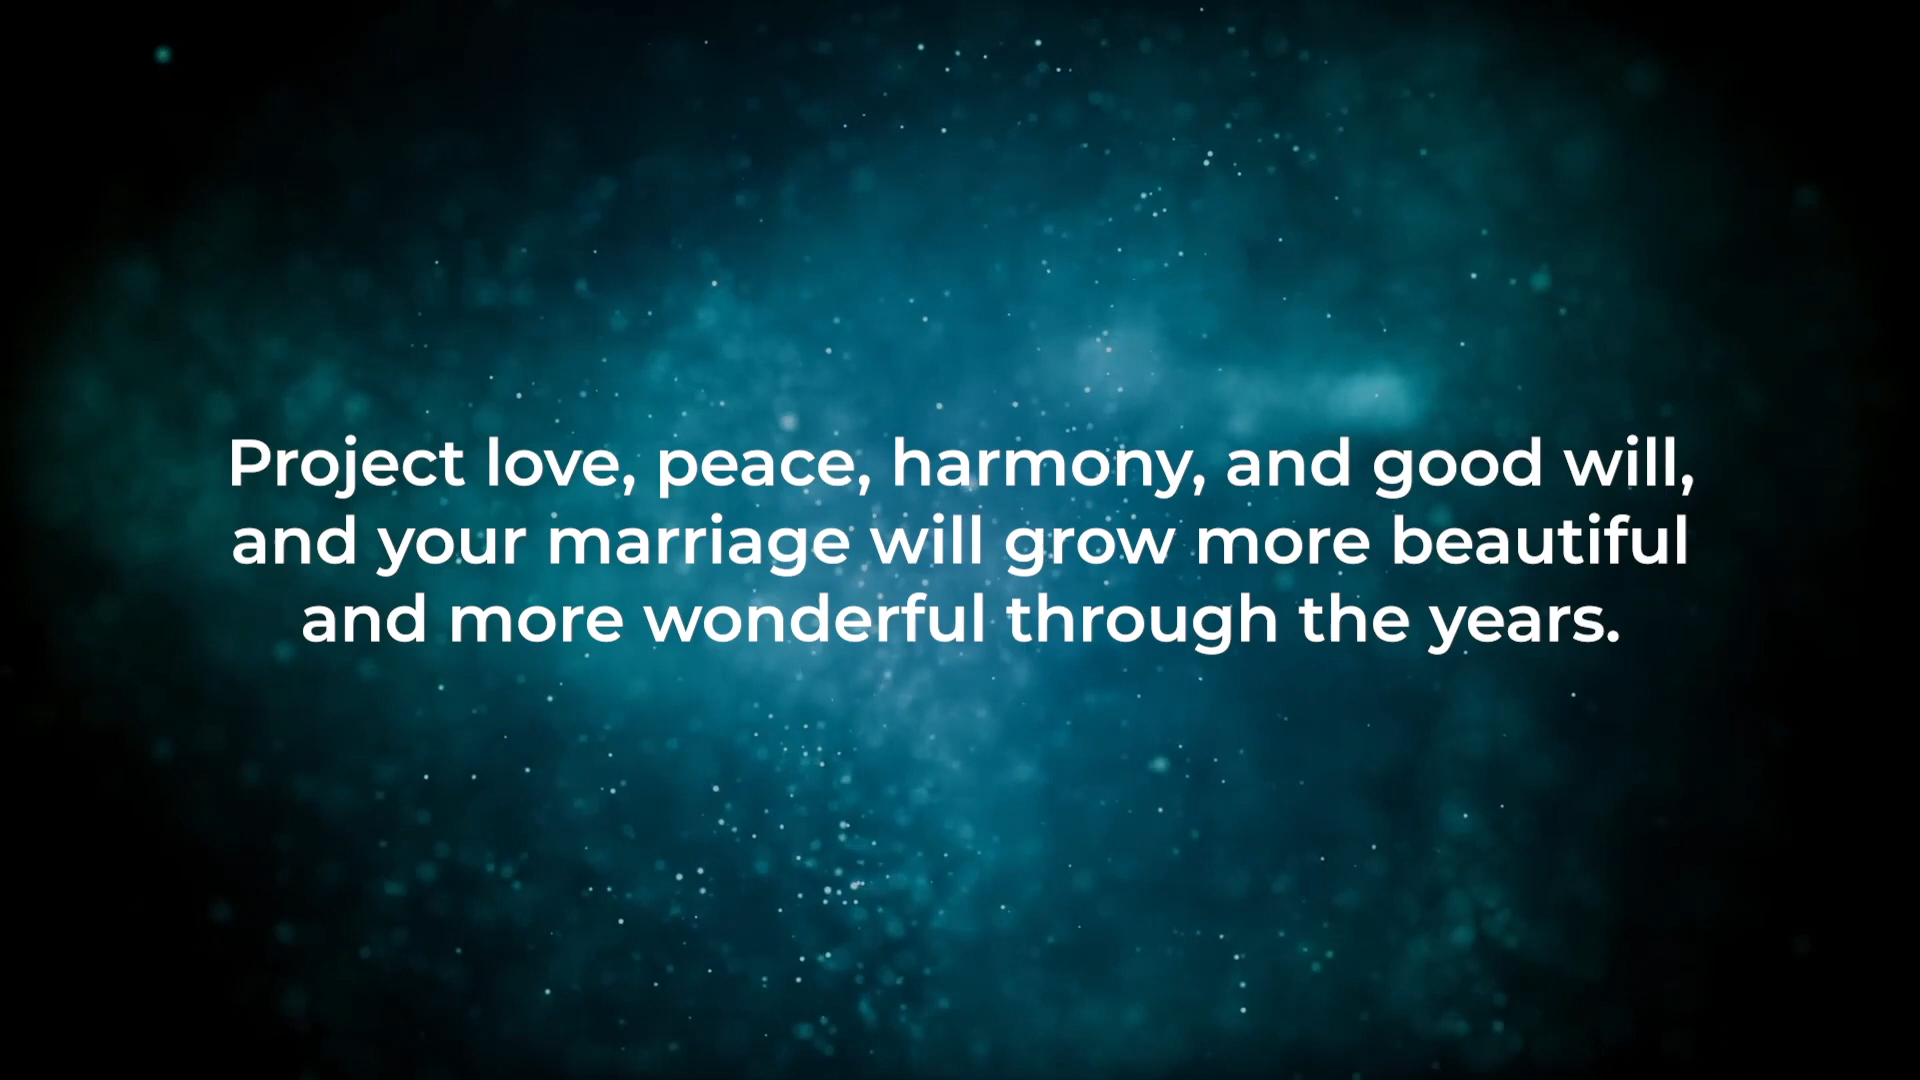 Project love, peace, harmony, and good will,
and your marriage will grow more beautiful
and more wonderful through the years.